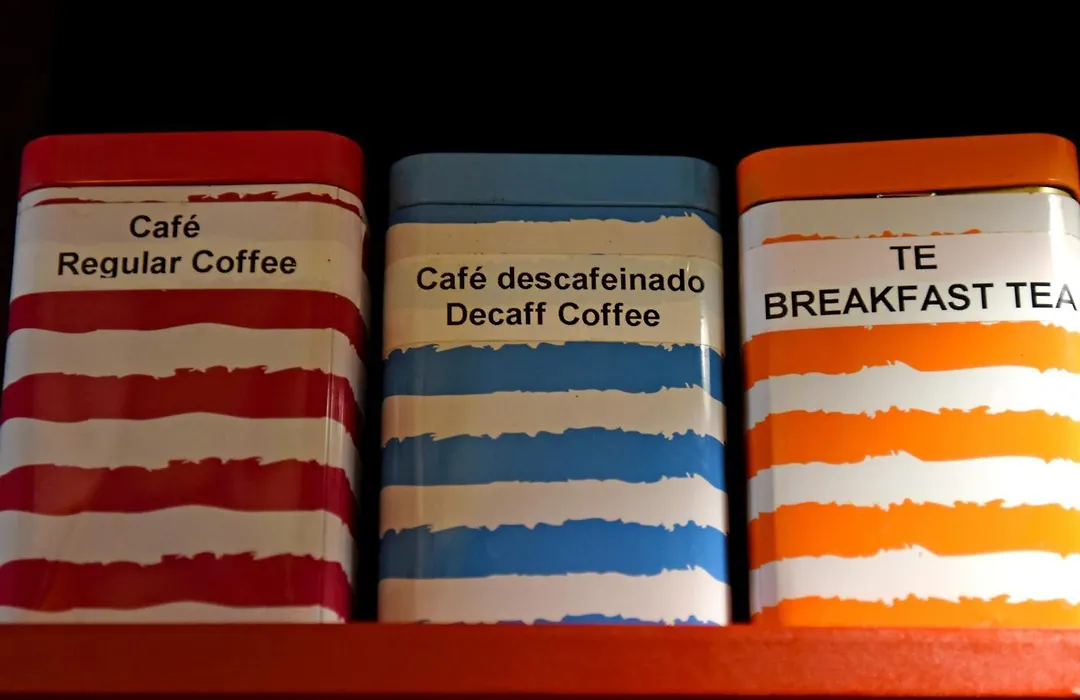 Café
Regular Coffee
Café descafeinado
Decaff Coffee
TE
BREAKFAST TEA